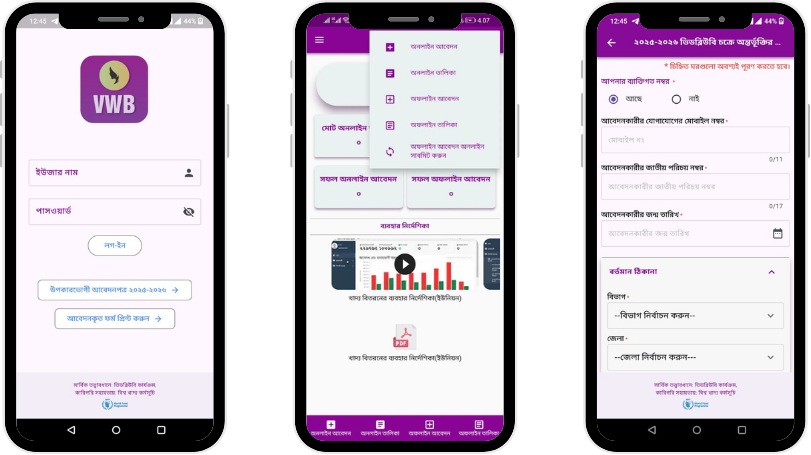 12:45
44%
VWB
ইউজার নাম
পাসওয়ার্ড
লগ-ইন
উপকারভোগী আবেদনপত্র ২০২৫-২০২৬ →
আবেদনকৃত ফর্ম প্রিন্ট করুন →
সার্বিক তত্ত্বাবধানে: ভিডব্লিউবি কার্যক্রম,
কারিগরি সহায়তায়: বিশ্ব খাদ্য কর্মসূচি
4.07
অনলাইন আবেদন
অনলাইন তালিকা
অফলাইন আবেদন
অফলাইন তালিকা
অফলাইন আবেদন অনলাইন
সাবমিট করুন
মোট অনলাইন
০
সফল অনলাইন আবেদন
০
সফল অফলাইন আবেদন
০
ব্যবহার নির্দেশিকা
খাদ্য বিতরনের ব্যবহার নির্দেশিকা(ইউনিয়ন)
PDF
খাদ্য বিতরনের ব্যবহার নির্দেশিকা(ইউনিয়ন)
অনলাইন আবেদন
অনলাইন তালিকা
অফলাইন আবেদন
অফলাইন তালিকা
12:45
44%
২০২৫-২০২৬ ভিডব্লিউবি চক্রে অন্তর্ভুক্তির ...
* চিহ্নিত ঘরগুলো অবশ্যই পূরণ করতে হবে।
আপনার ব্যাক্তিগত নম্বর *
আছে
নাই
আবেদনকারীর যোগাযোগের মোবাইল নম্বর*
মোবাইল নং
0/11
আবেদনকারীর জাতীয় পরিচয় নম্বর*
আবেদনকারীর জাতীয় পরিচয় নম্বর
0/17
আবেদনকারীর জন্ম তারিখ*
আবেদনকারীর জন্ম তারিখ
বর্তমান ঠিকানা
বিভাগ*
--বিভাগ নির্বাচন করুন--
জেলা*
--জেলা নির্বাচন করুন---
সার্বিক তত্ত্বাবধানে: ভিডব্লিউবি কার্যক্রম,
কারিগরি সহায়তায়: বিশ্ব খাদ্য কর্মসূচি